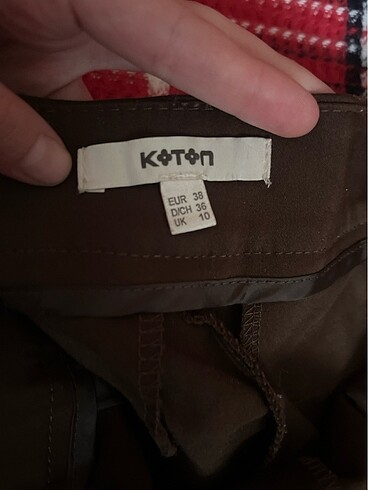 KOTON
EUR 38
D/CH 36
UK 10